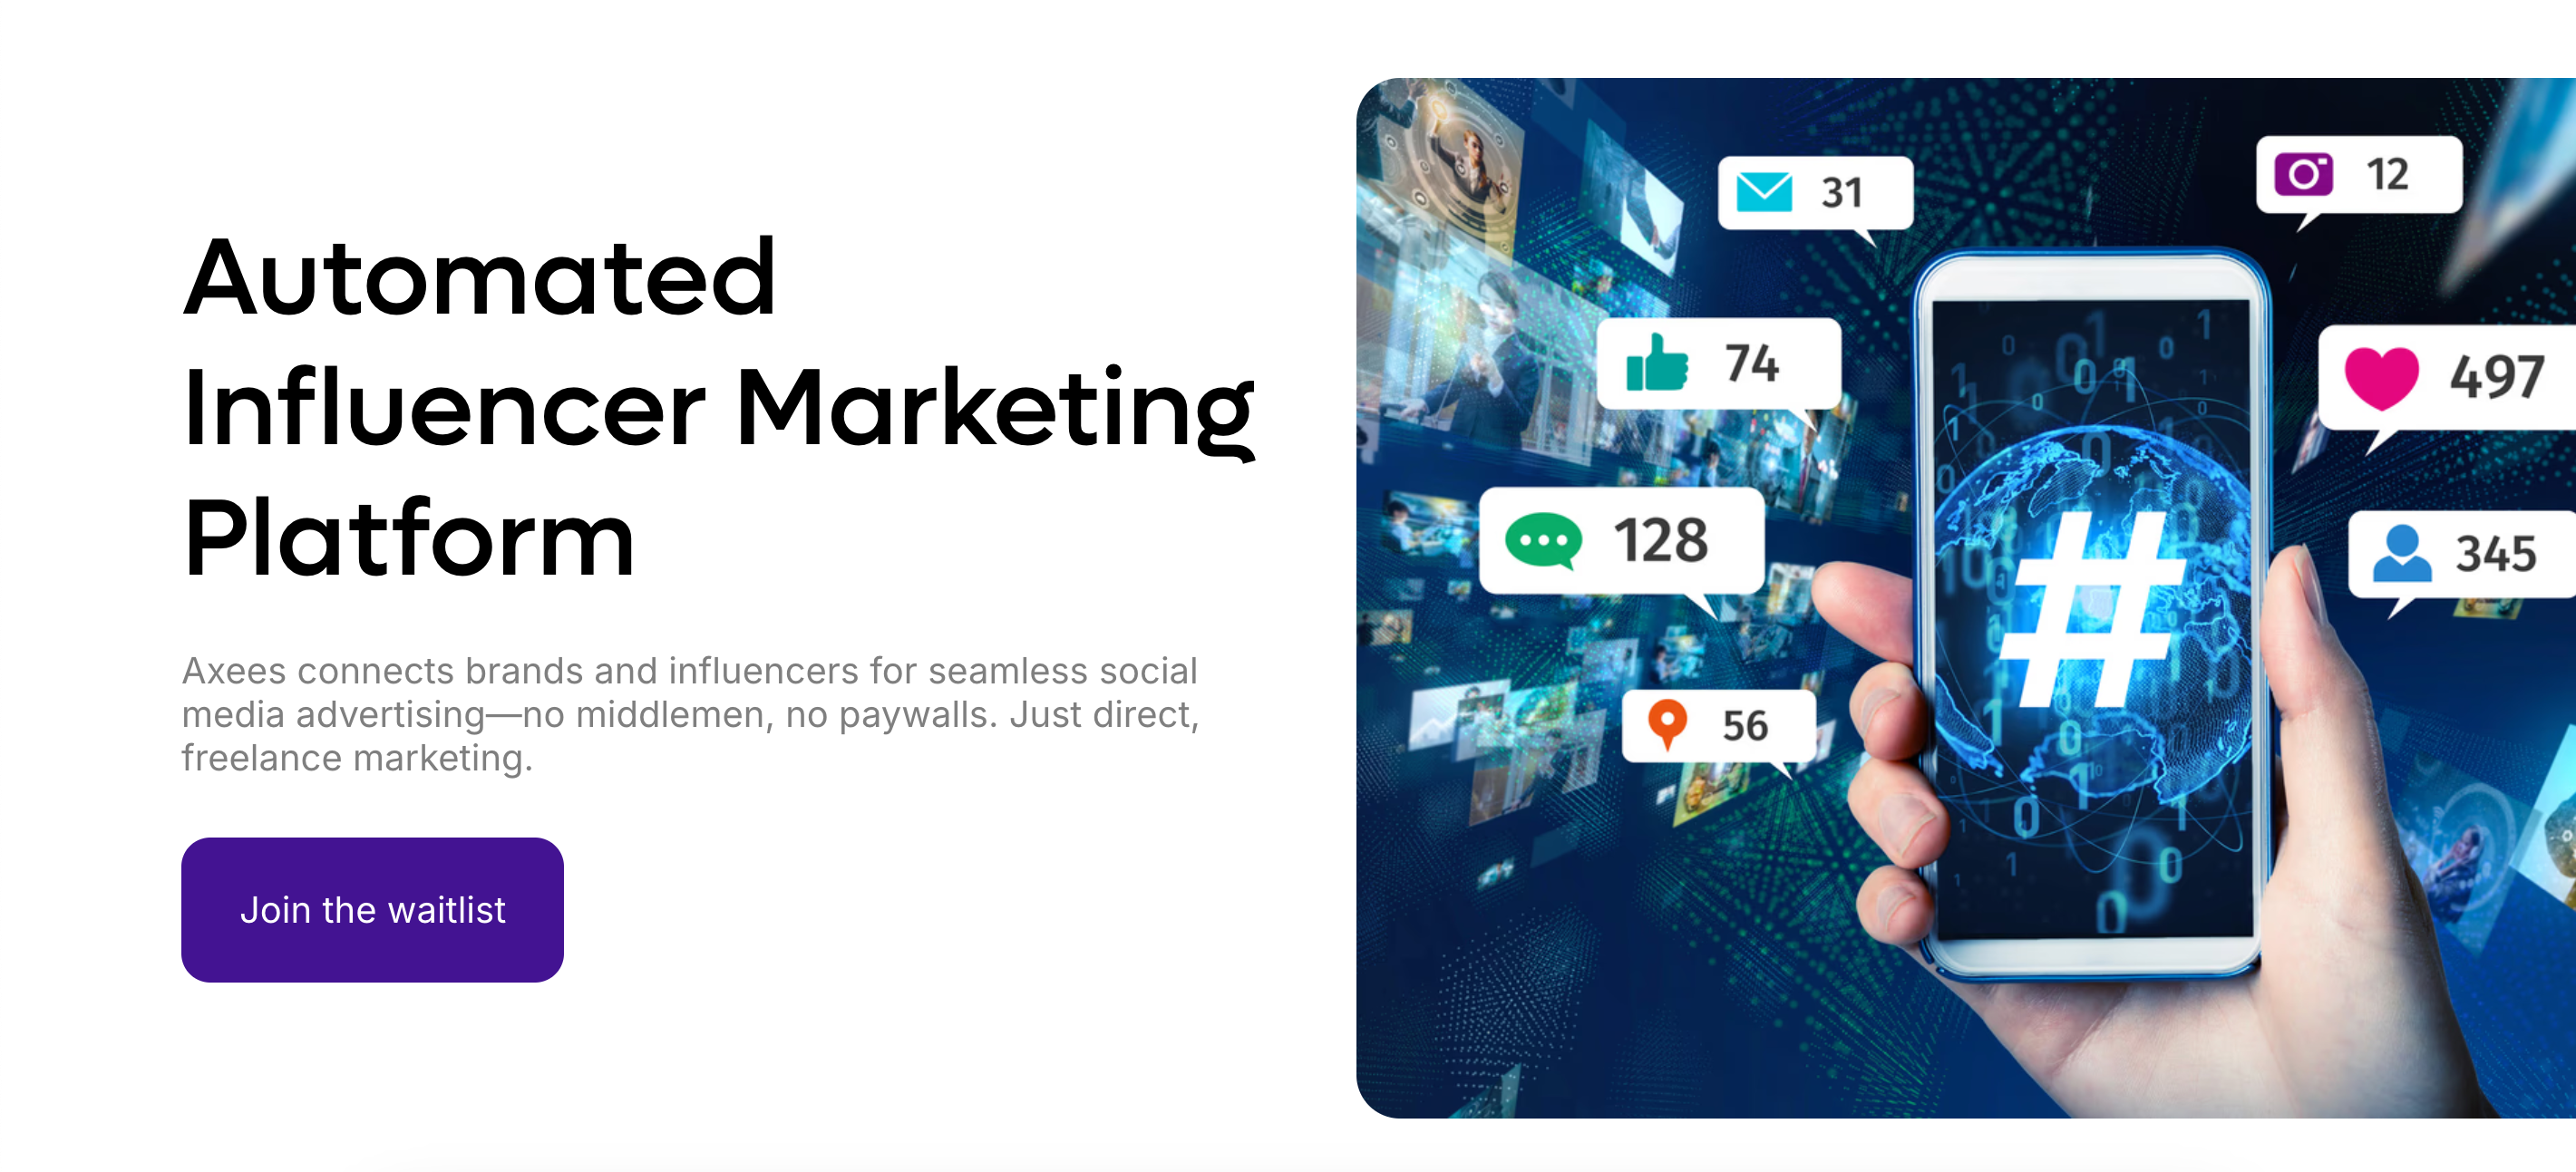 Automated
Influencer Marketing
Platform
Axees connects brands and influencers for seamless social
media advertising—no middlemen, no paywalls. Just direct,
freelance marketing.
Join the waitlist
31
12
74
497
128
345
#
56